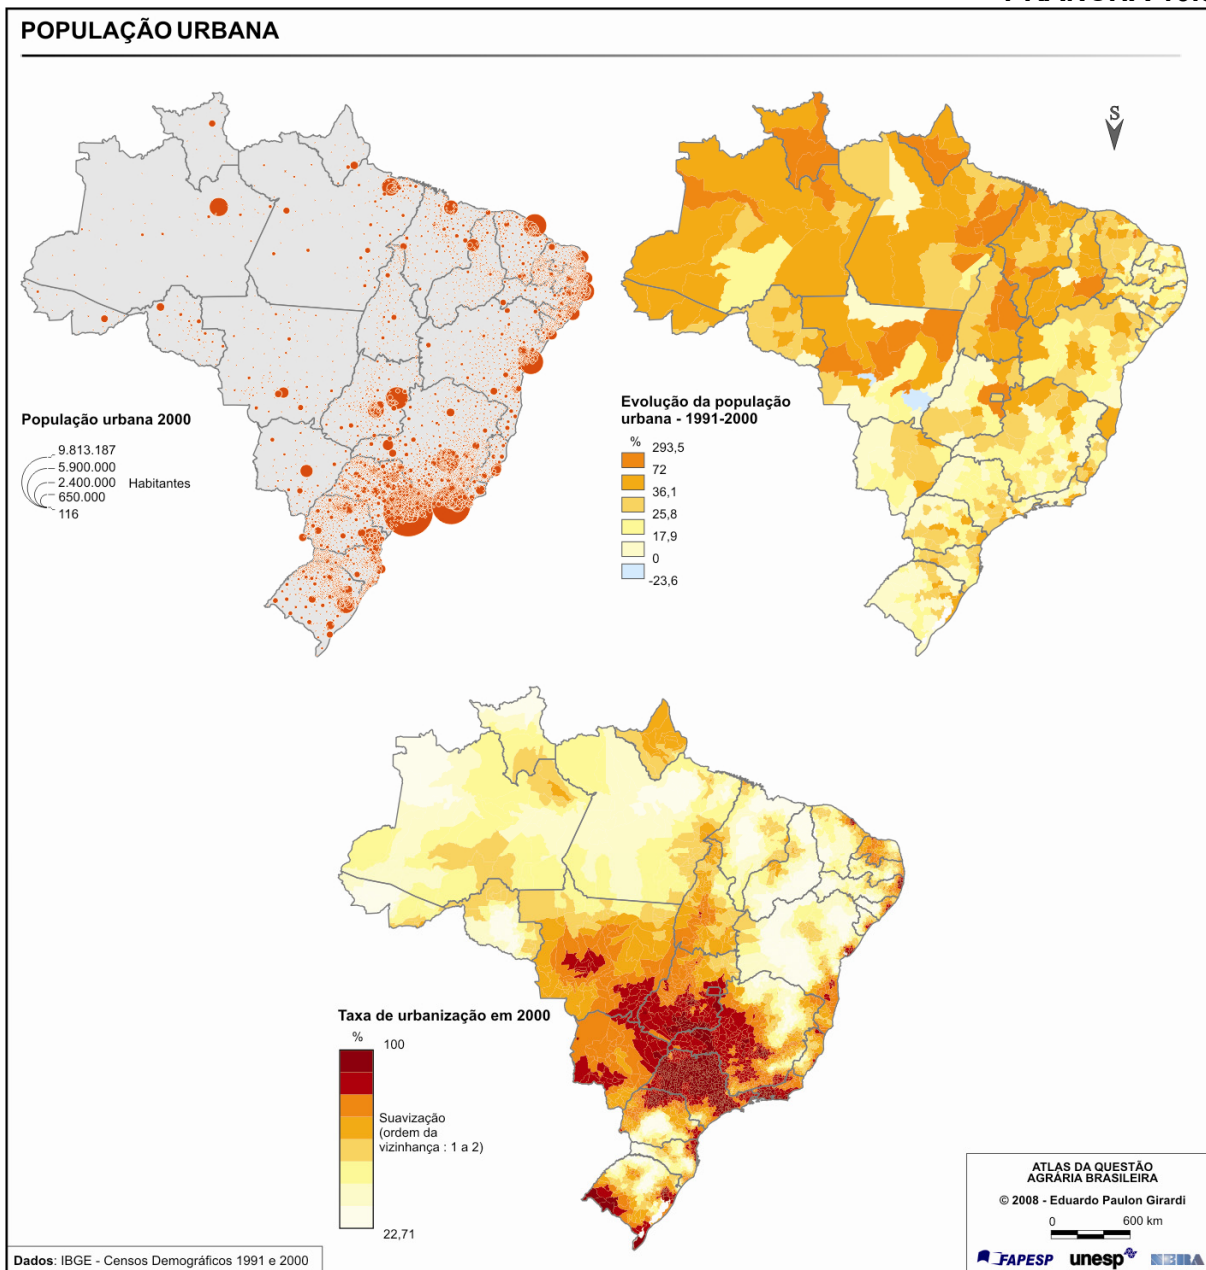 POPULAÇÃO URBANA
S
População urbana 2000
9.813.187
5.900.000
2.400.000
650.000
116
Habitantes
Evolução da população
urbana - 1991-2000
%
293,5
72
36,1
25,8
17,9
0
-23,6
Taxa de urbanização em 2000
%
100
Suavização
(ordem da
vizinhança : 1 a 2)
22,71
ATLAS DA QUESTÃO
AGRÁRIA BRASILEIRA
© 2008 - Eduardo Paulon Girardi
0 600 km
FAPESP unesp NERA
Dados: IBGE - Censos Demográficos 1991 e 2000